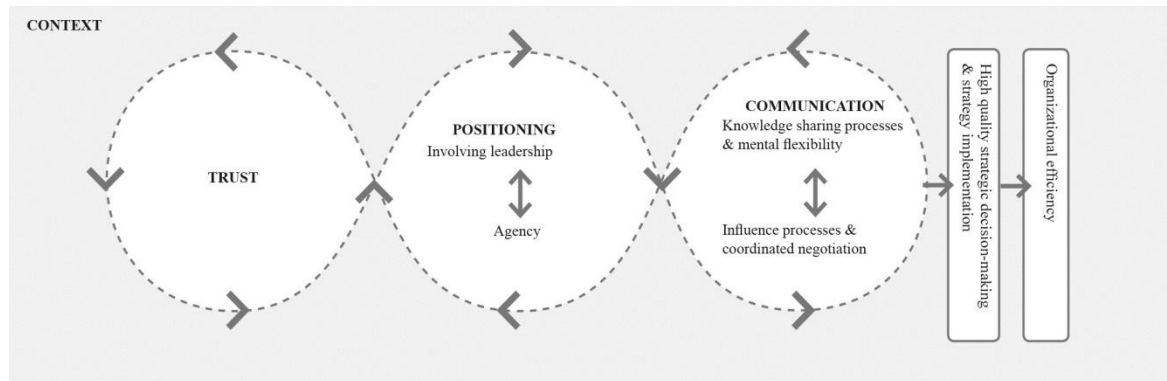 CONTEXT
TRUST
POSITIONING
Involving leadership
Agency
COMMUNICATION
Knowledge sharing processes
& mental flexibility
Influence processes &
coordinated negotiation
High quality strategic decision-making
& strategy implementation
Organizational efficiency